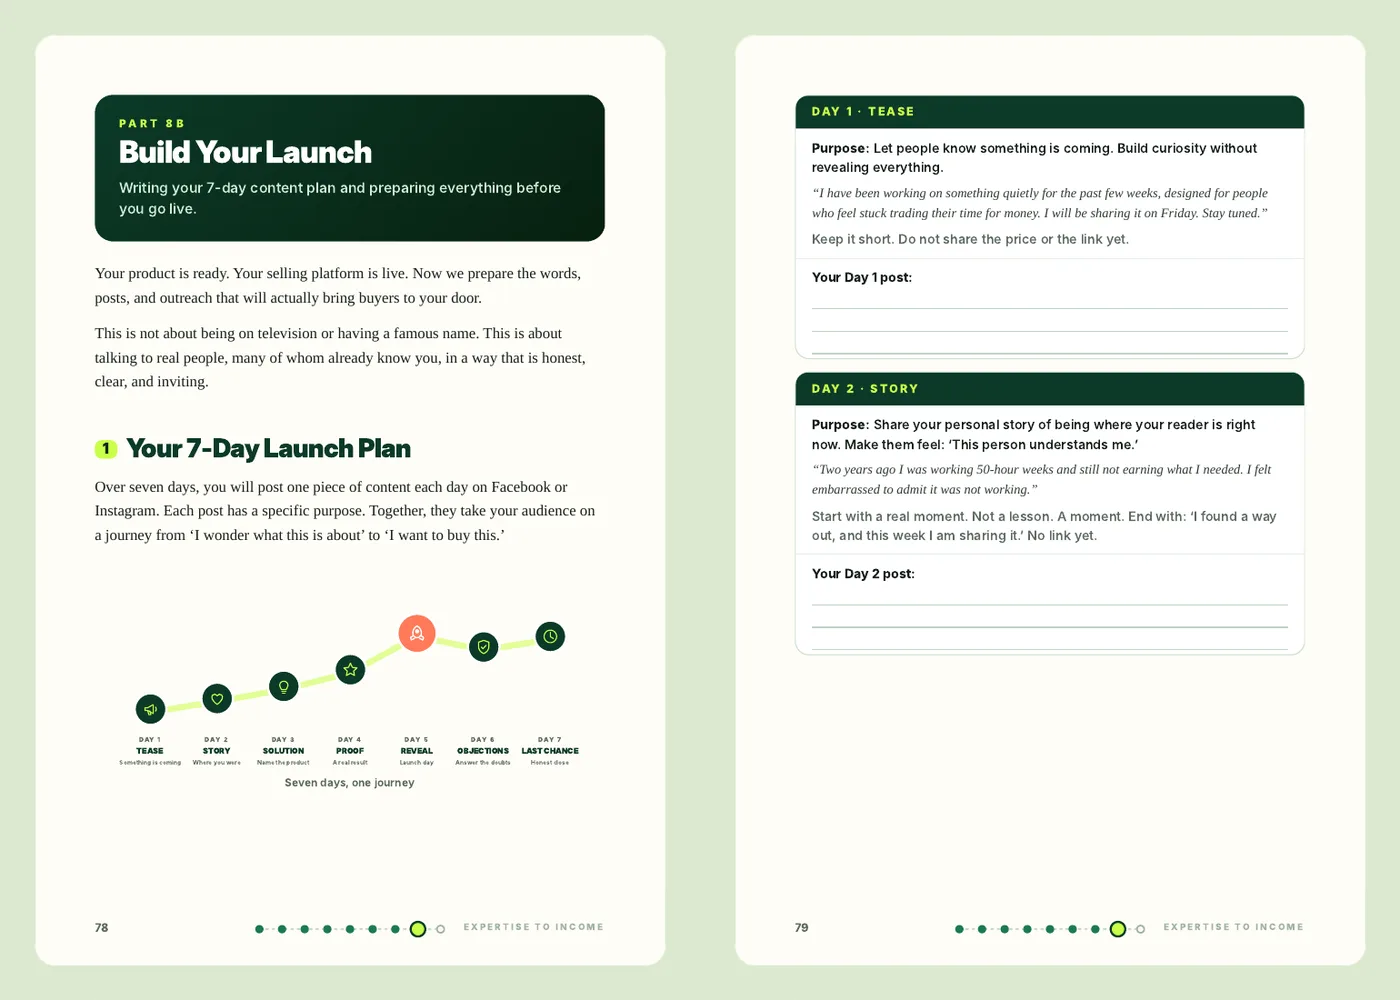 PART 8B
Build Your Launch
Writing your 7-day content plan and preparing everything before
you go live.
Your product is ready. Your selling platform is live. Now we prepare the words,
posts, and outreach that will actually bring buyers to your door.
This is not about being on television or having a famous name. This is about
talking to real people, many of whom already know you, in a way that is honest,
clear, and inviting.
1 Your 7-Day Launch Plan
Over seven days, you will post one piece of content each day on Facebook or
Instagram. Each post has a specific purpose. Together, they take your audience on
a journey from ‘I wonder what this is about’ to ‘I want to buy this.’
DAY 1 DAY 2 DAY 3 DAY 4 DAY 5 DAY 6 DAY 7
TEASE STORY SOLUTION PROOF REVEAL OBJECTIONS LAST CHANCE
Something is coming Where you were Name the product A real result Launch day Answer the doubts Honest close
Seven days, one journey
78 EXPERTISE TO INCOME
DAY 1 · TEASE
Purpose: Let people know something is coming. Build curiosity without
revealing everything.
“I have been working on something quietly for the past few weeks, designed for people
who feel stuck trading their time for money. I will be sharing it on Friday. Stay tuned.”
Keep it short. Do not share the price or the link yet.
Your Day 1 post:
DAY 2 · STORY
Purpose: Share your personal story of being where your reader is right
now. Make them feel: ‘This person understands me.’
“Two years ago I was working 50-hour weeks and still not earning what I needed. I felt
embarrassed to admit it was not working.”
Start with a real moment. Not a lesson. A moment. End with: ‘I found a way
out, and this week I am sharing it.’ No link yet.
Your Day 2 post:
79 EXPERTISE TO INCOME